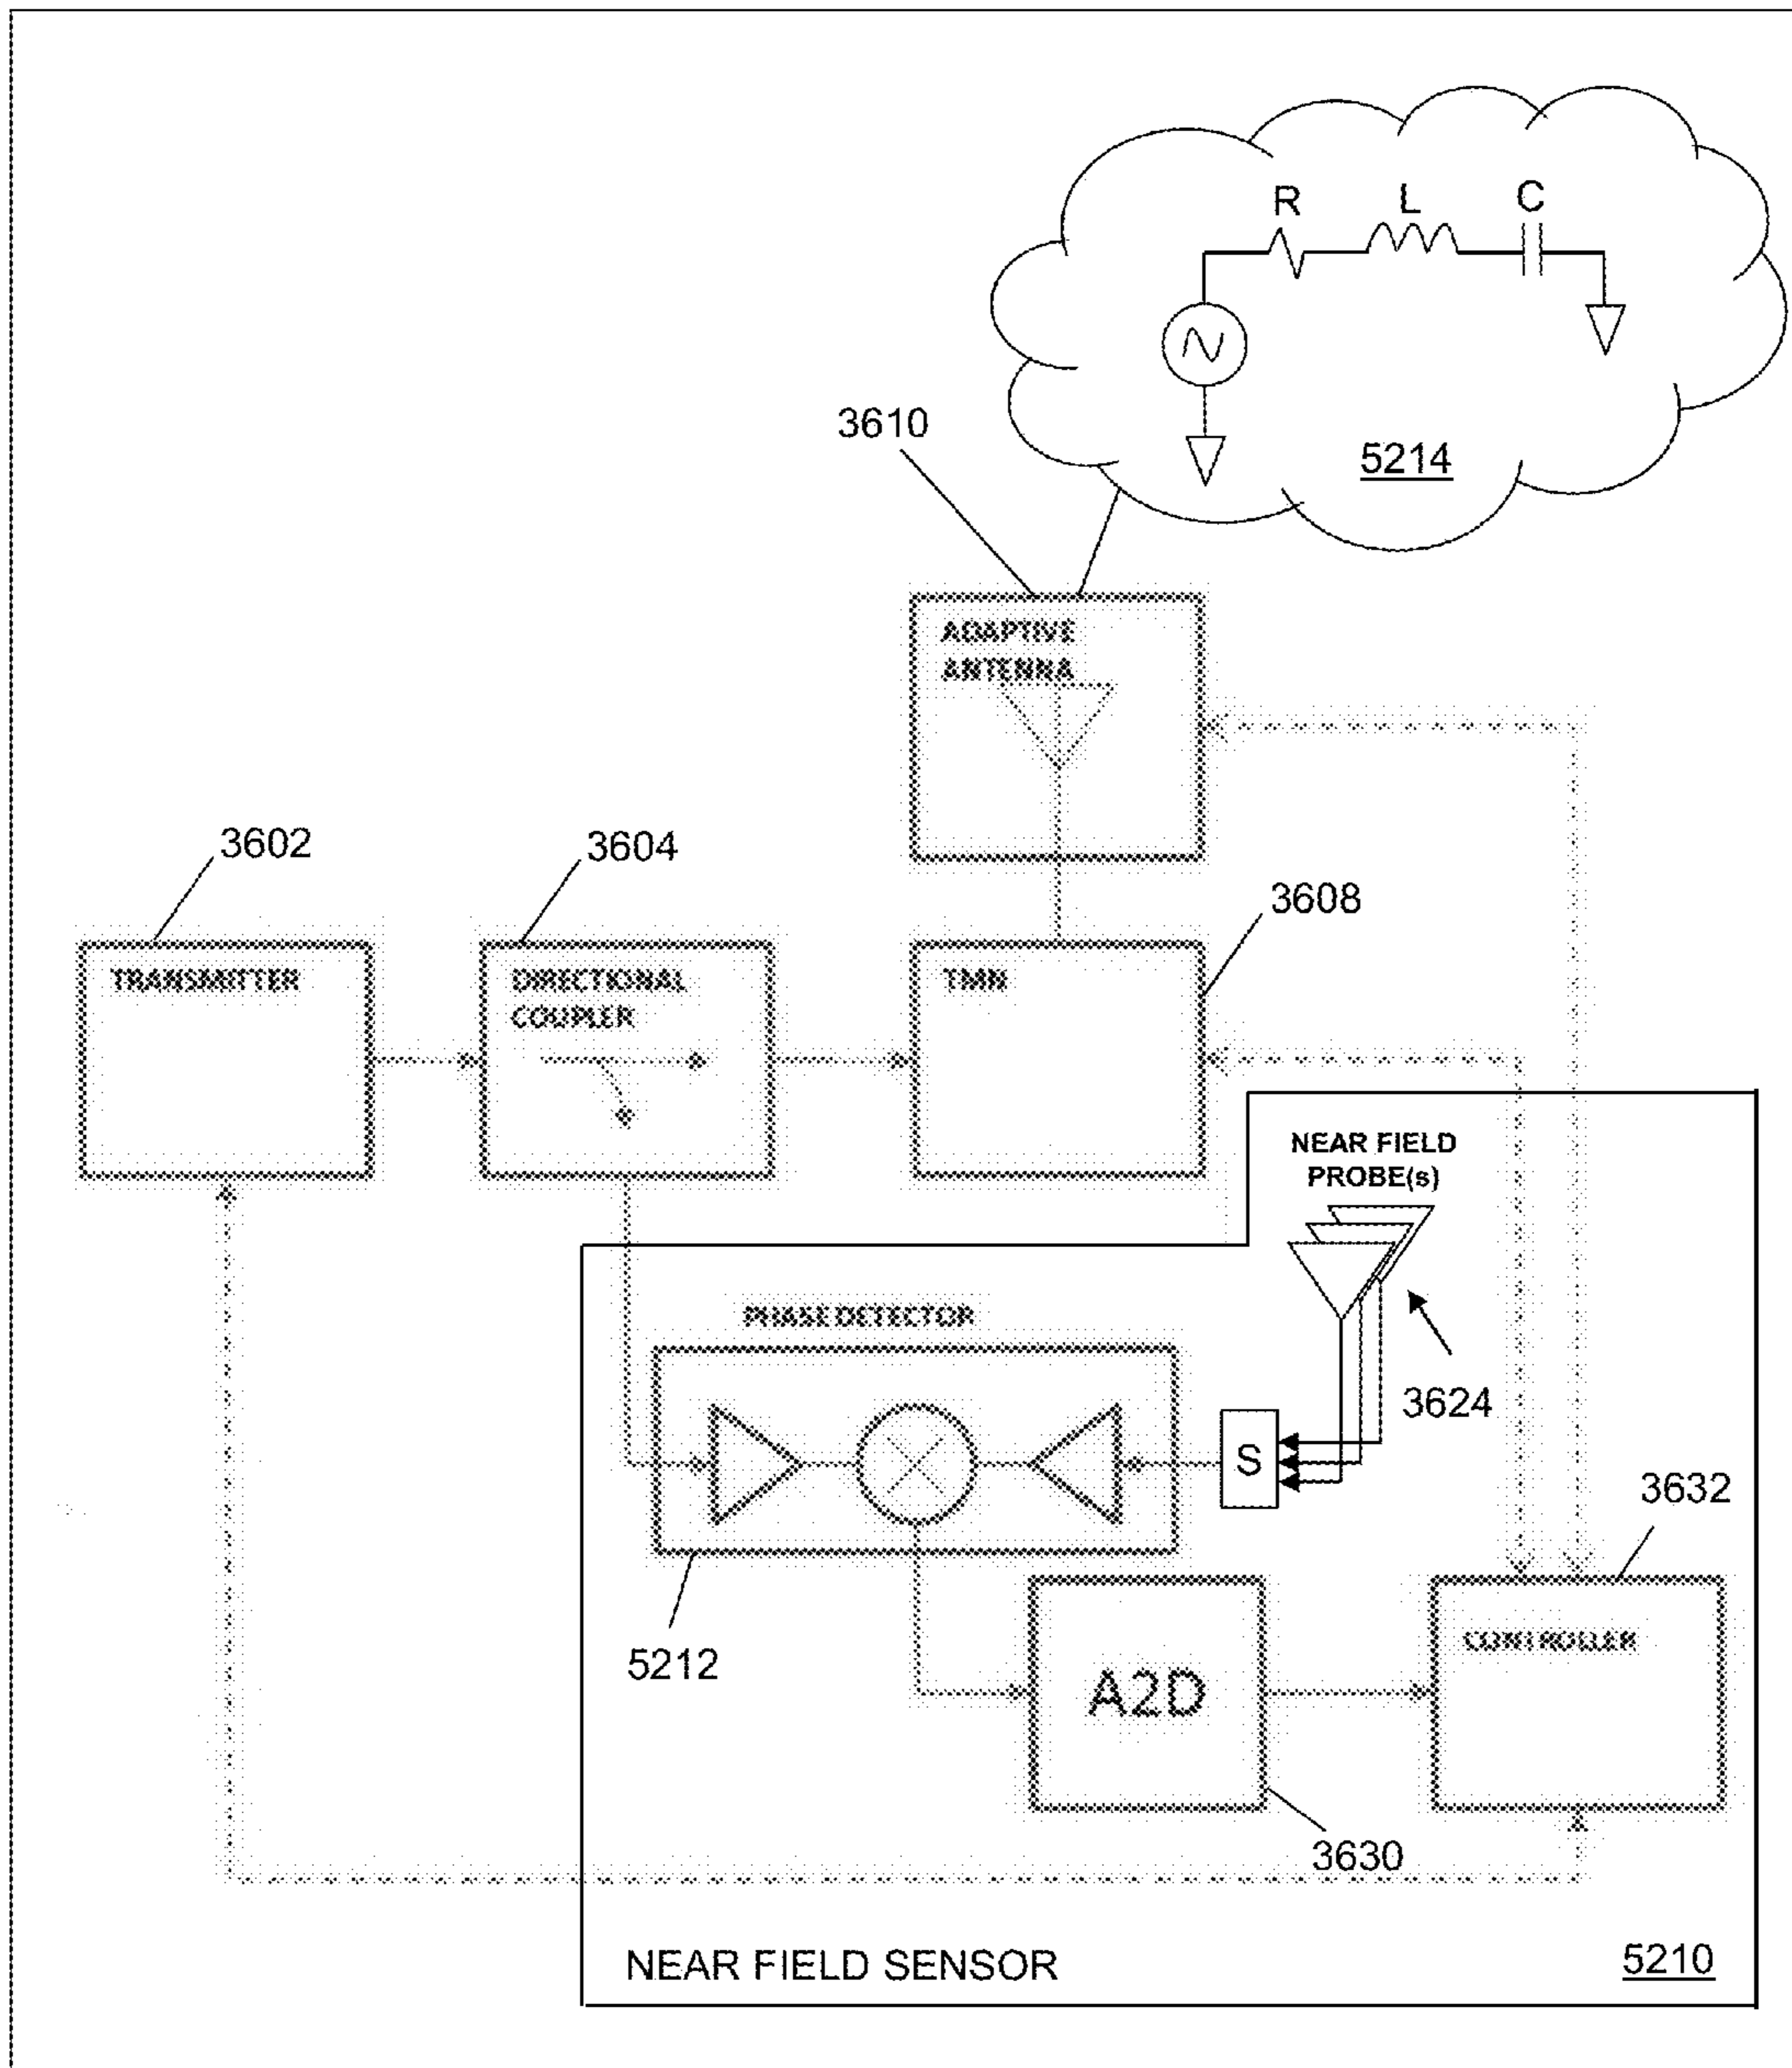 R L C
3610
5214
ADAPTIVE
ANTENNA
3602
3604
3608
TRANSMITTER
DIRECTIONAL
COUPLER
TMN
NEAR FIELD
PROBE(s)
PHASE DETECTOR
3624
S
3632
CONTROLLER
5212
A2D
3630
NEAR FIELD SENSOR
5210